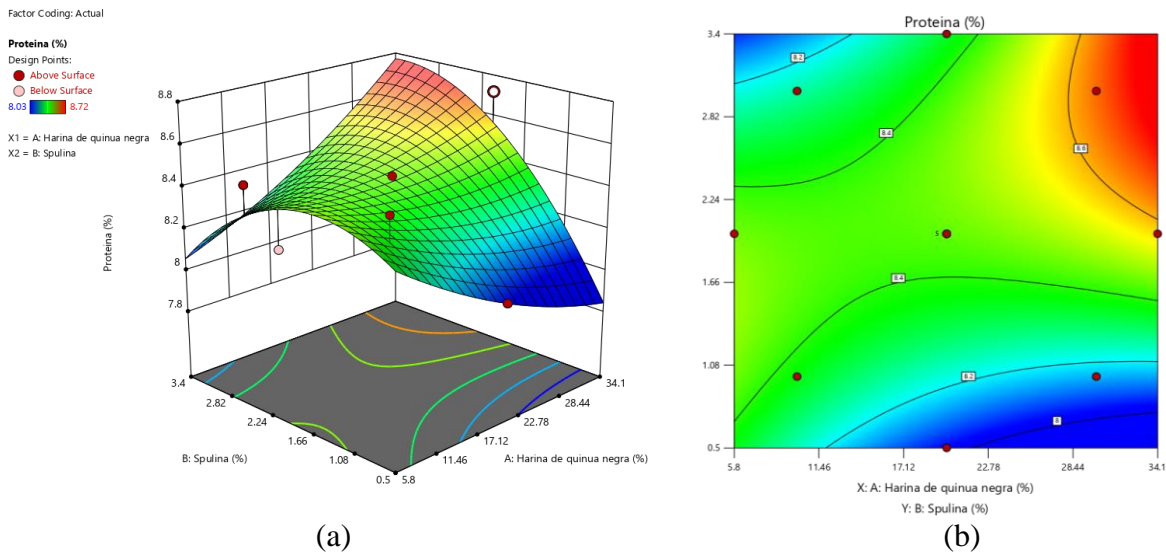 Factor Coding: Actual
Proteina (%)
Design Points:
Above Surface
Below Surface
8.03 8.72
X1 = A: Harina de quinua negra
X2 = B: Spulina
8.8
8.6
8.4
8.2
8
7.8
Proteina (%)
3.4
2.82
2.24
1.66
1.08
0.5
B: Spulina (%)
34.1
28.44
22.78
17.12
11.46
5.8
A: Harina de quinua negra (%)
(a)
Proteina (%)
3.4
2.82
2.24
1.66
1.08
0.5
8.2
8.4
8.6
5
8.4
8.2
8
5.8 11.46 17.12 22.78 28.44 34.1
X: A: Harina de quinua negra (%)
Y: B: Spulina (%)
(b)